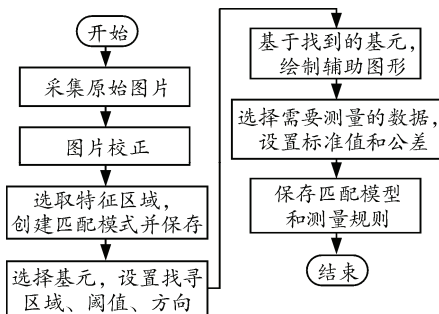 开始
采集原始图片
图片校正
选取特征区域，
创建匹配模式并保存
选择基元，设置找寻
区域、阈值、方向
基于找到的基元，
绘制辅助图形
选择需要测量的数据，
设置标准值和公差
保存匹配模型
和测量规则
结束